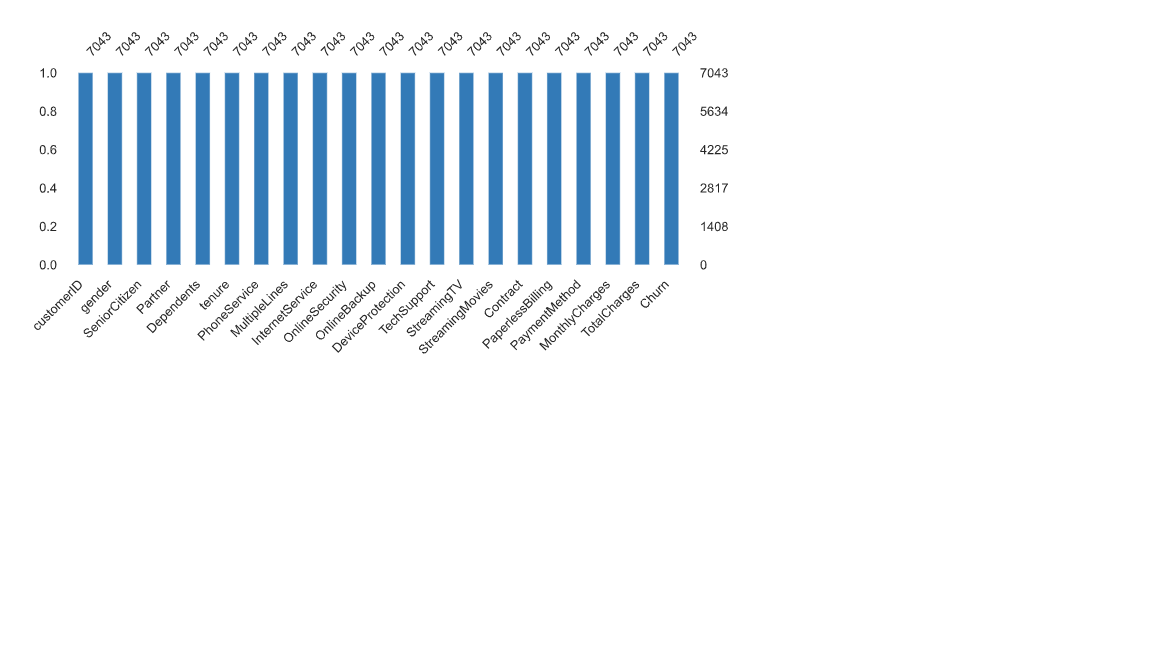 7043 7043 7043 7043 7043 7043 7043 7043 7043 7043 7043 7043 7043 7043 7043 7043 7043 7043 7043 7043 7043
1.0 7043
0.8 5634
0.6 4225
0.4 2817
0.2 1408
0.0 0
customerID
gender
SeniorCitizen
Partner
Dependents
tenure
PhoneService
MultipleLines
InternetService
OnlineSecurity
OnlineBackup
DeviceProtection
TechSupport
StreamingTV
StreamingMovies
Contract
PaperlessBilling
PaymentMethod
MonthlyCharges
TotalCharges
Churn